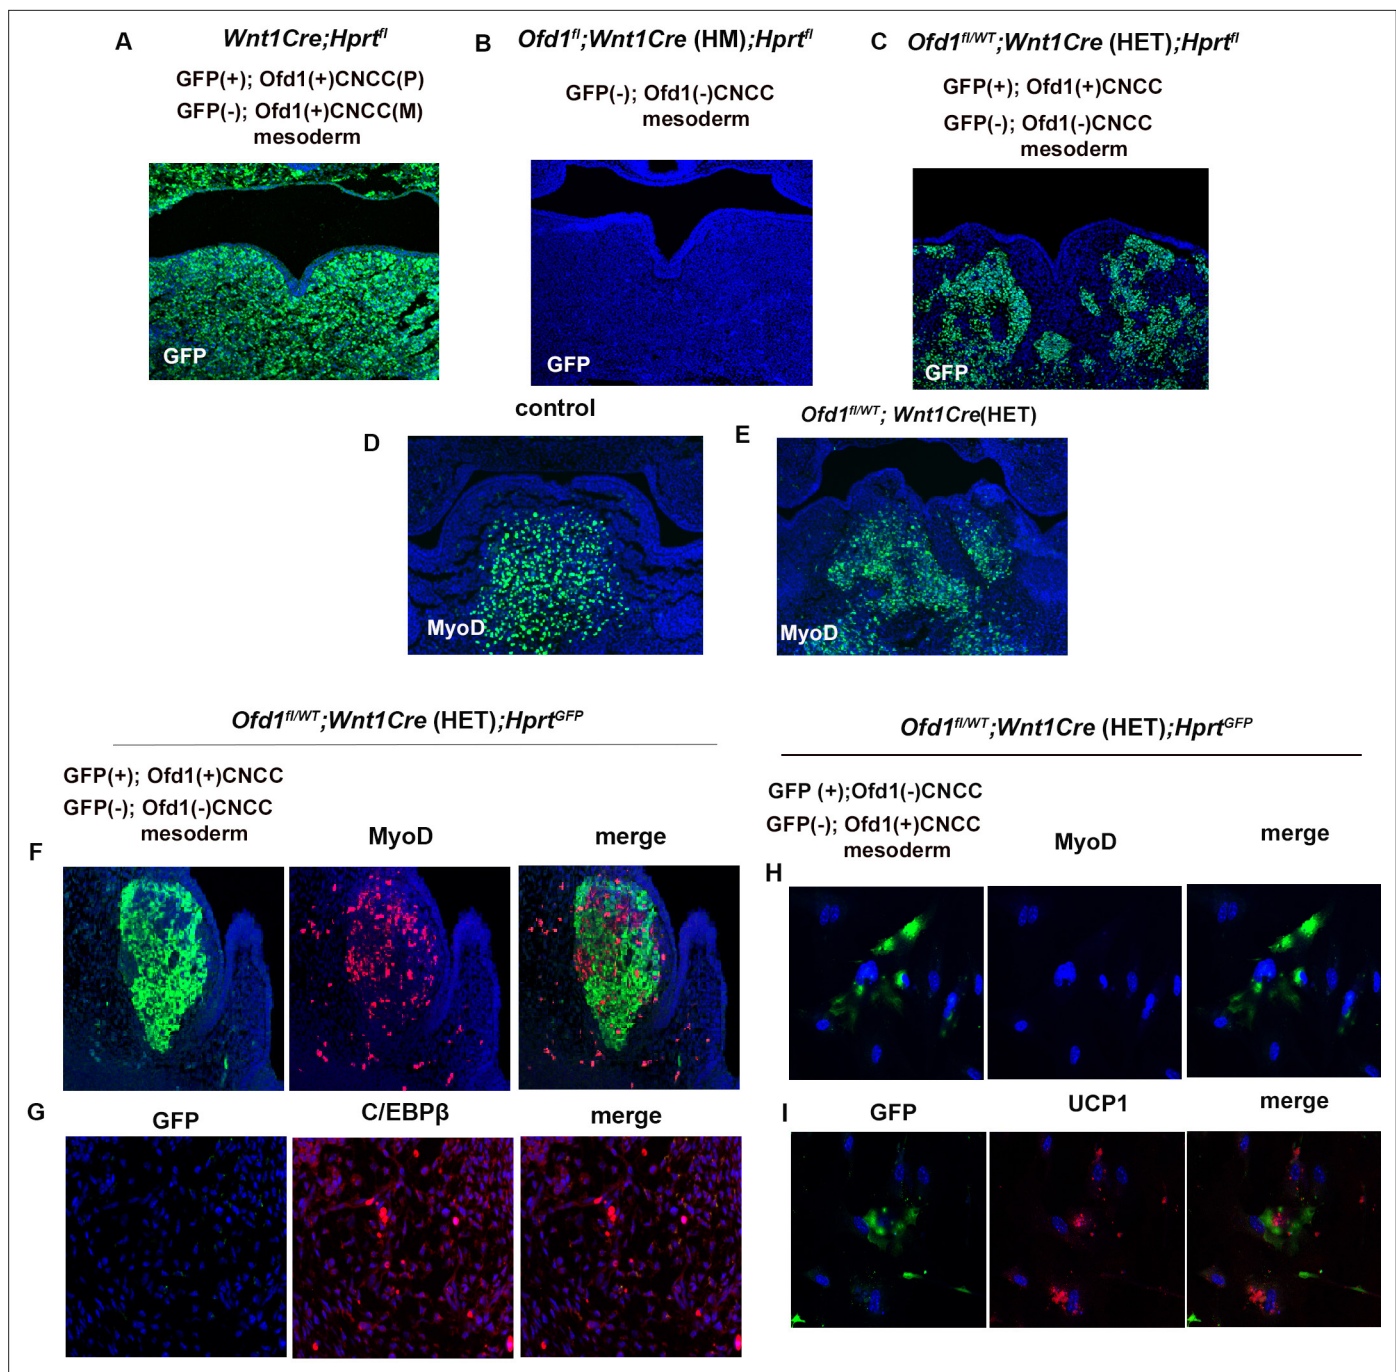 A
Wnt1Cre;Hprtᶠˡ
GFP(+); Ofd1(+)CNCC(P)
GFP(-); Ofd1(+)CNCC(M)
mesoderm
GFP
B
Ofd1ᶠˡ;Wnt1Cre (HM);Hprtᶠˡ
GFP(-); Ofd1(-)CNCC
mesoderm
GFP
C
Ofd1ᶠˡ/ᵂᵀ;Wnt1Cre (HET);Hprtᶠˡ
GFP(+); Ofd1(+)CNCC
GFP(-); Ofd1(-)CNCC
mesoderm
GFP
control
D
MyoD
Ofd1ᶠˡ/ᵂᵀ; Wnt1Cre(HET)
E
MyoD
Ofd1ᶠˡ/ᵂᵀ;Wnt1Cre (HET);Hprtᴳᶠᴾ
GFP(+); Ofd1(+)CNCC
GFP(-); Ofd1(-)CNCC
mesoderm
MyoD
merge
F
G
GFP
C/EBPβ
merge
Ofd1ᶠˡ/ᵂᵀ;Wnt1Cre (HET);Hprtᴳᶠᴾ
GFP (+);Ofd1(-)CNCC
GFP(-); Ofd1(+)CNCC
mesoderm
MyoD
merge
H
I
GFP
UCP1
merge